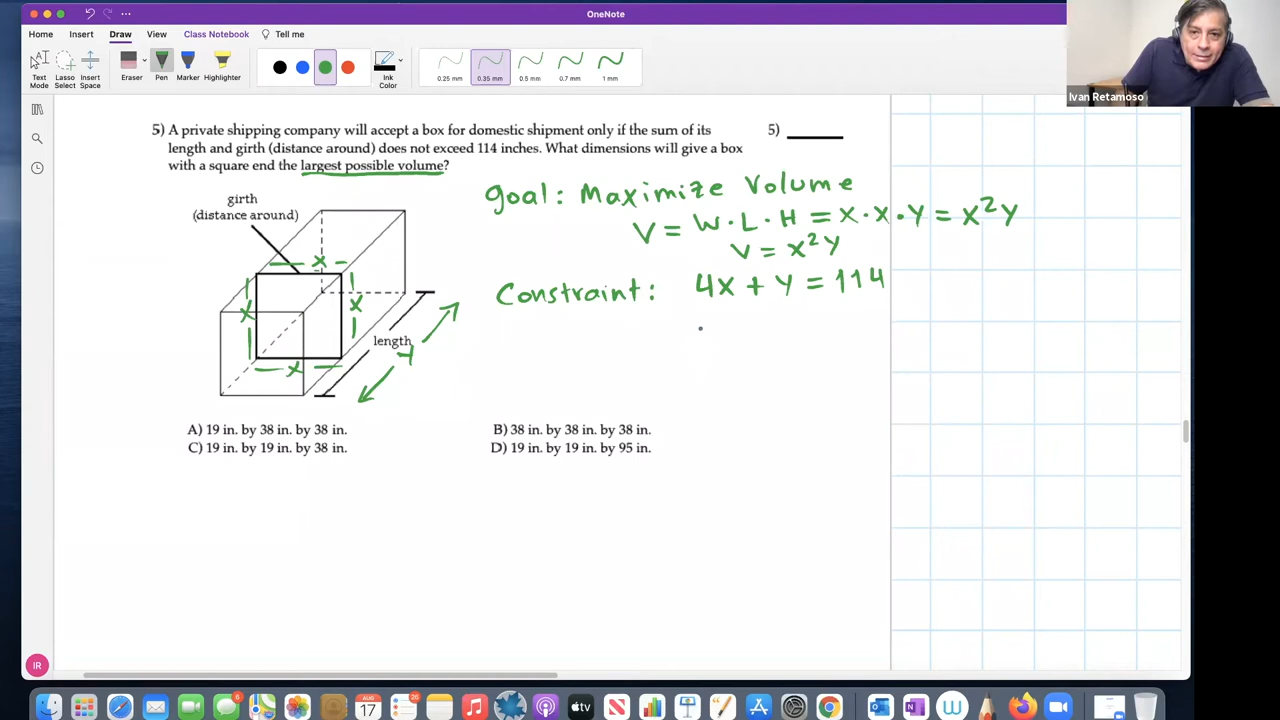 OneNote
Home Insert Draw View Class Notebook Tell me
Text Mode
Lasso Select
Insert Space
Eraser
Pen
Marker
Highlighter
Ink Color
0.25 mm 0.35 mm 0.5 mm 0.7 mm 1 mm
Ivan Retamoso
5) A private shipping company will accept a box for domestic shipment only if the sum of its
length and girth (distance around) does not exceed 114 inches. What dimensions will give a box
with a square end the largest possible volume?
5)
Goal: Maximize Volume
V = W · L · H = X · X · Y = X²Y
V = X²Y
Constraint: 4X + Y = 114
girth
(distance around)
X
X
X
X
length
Y
A) 19 in. by 38 in. by 38 in.
B) 38 in. by 38 in. by 38 in.
C) 19 in. by 19 in. by 38 in.
D) 19 in. by 19 in. by 95 in.
IR
6
AUG
17
26
tv